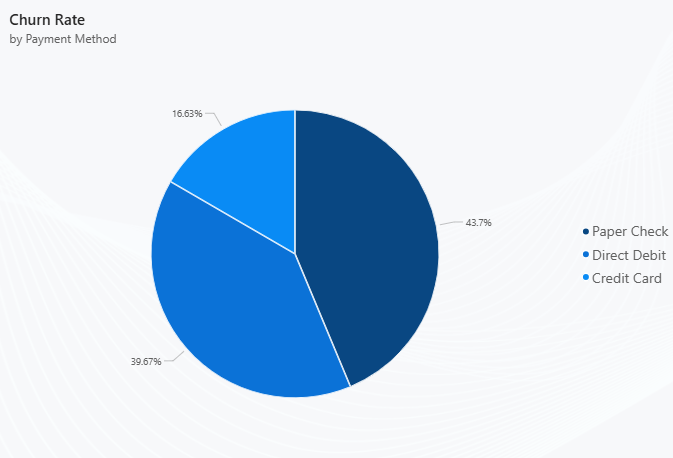 Churn Rate
by Payment Method
16.63%
43.7%
39.67%
Paper Check
Direct Debit
Credit Card